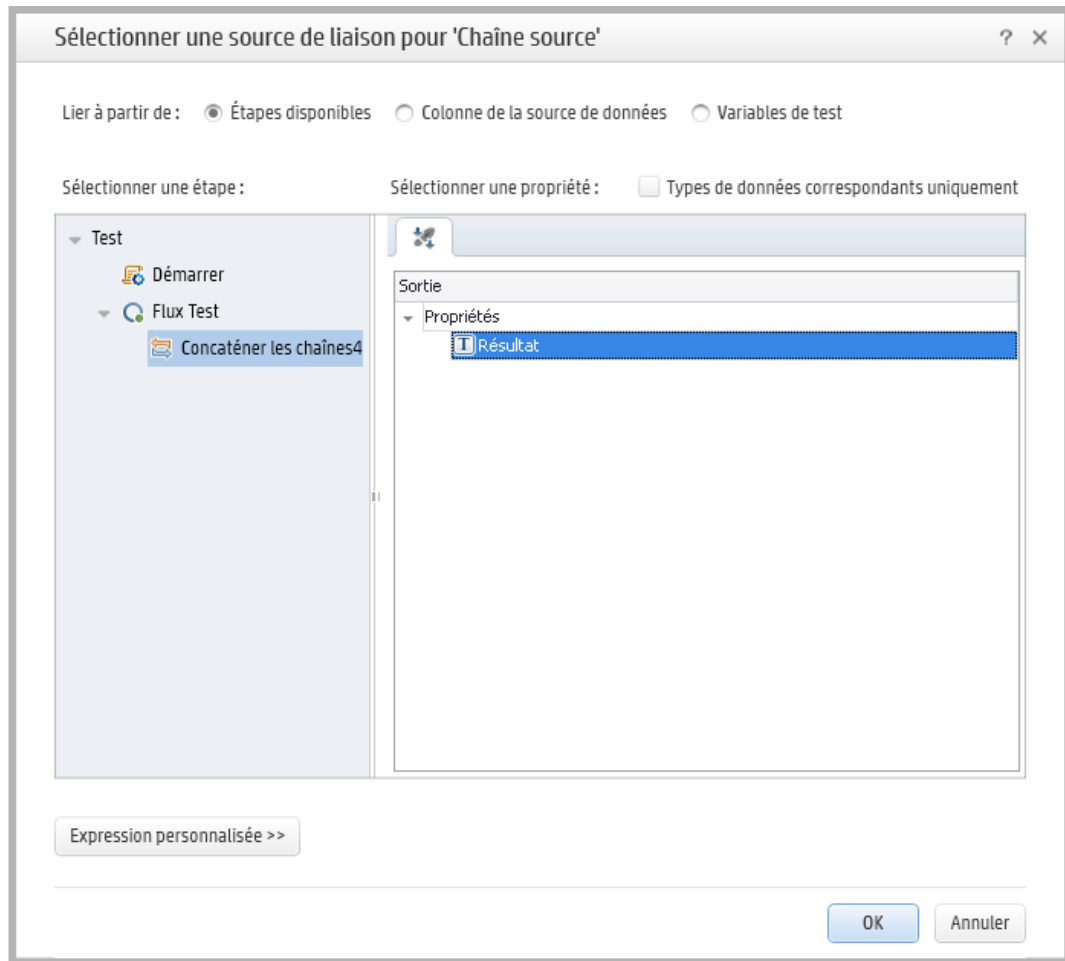 Sélectionner une source de liaison pour 'Chaîne source' ?
Lier à partir de : Étapes disponibles Colonne de la source de données Variables de test
Sélectionner une étape : Sélectionner une propriété : Types de données correspondants uniquement
Test
Démarrer
Flux Test
Concaténer les chaînes4
Sortie
Propriétés
T Résultat
Expression personnalisée >>
OK Annuler